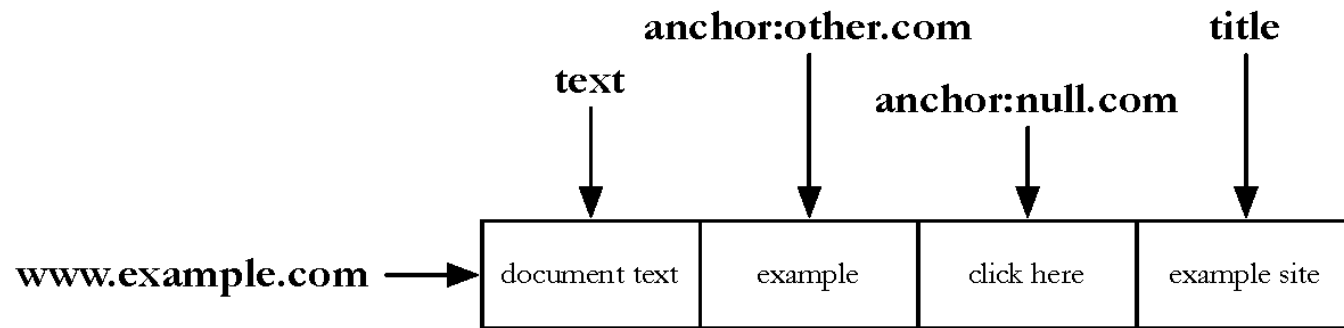 anchor:other.com
title
text
anchor:null.com
www.example.com
document text
example
click here
example site